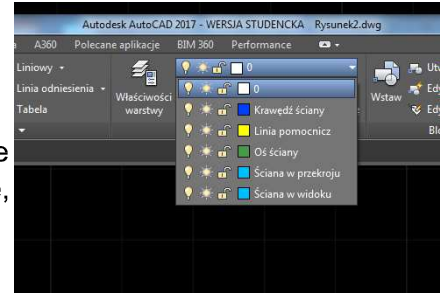 Autodesk AutoCAD 2017 - WERSJA STUDENCKA Rysunek2.dwg
A360 Polecane aplikacje BIM 360 Performance
Liniowy
Linia odniesienia
Tabela
Właściwości
warstwy
0
0
Krawędź ściany
Linia pomocnicz
Oś ściany
Ściana w przekroju
Ściana w widoku
Wstaw